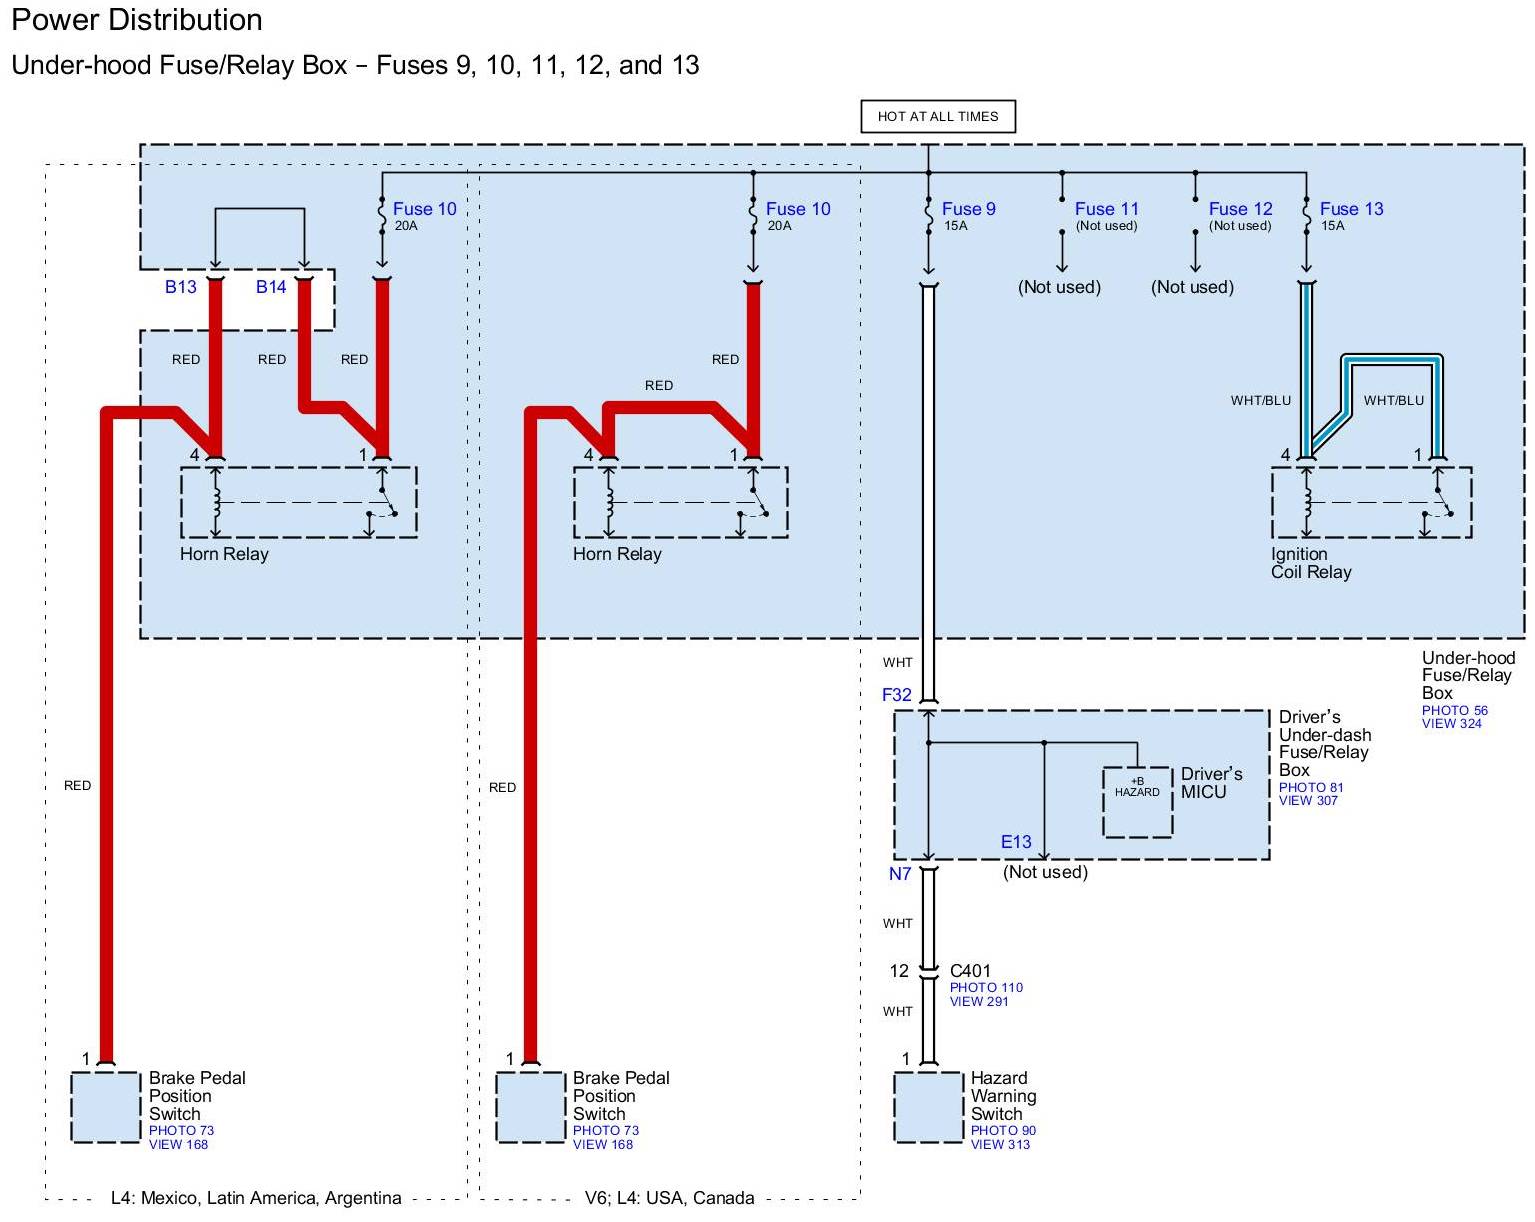 Power Distribution
Under-hood Fuse/Relay Box – Fuses 9, 10, 11, 12, and 13
HOT AT ALL TIMES
Fuse 10
20A
Fuse 10
20A
Fuse 9
15A
Fuse 11
(Not used)
Fuse 12
(Not used)
Fuse 13
15A
B13
B14
(Not used)
(Not used)
RED
RED
RED
RED
RED
WHT/BLU
WHT/BLU
4
1
4
1
4
1
Horn Relay
Horn Relay
Ignition
Coil Relay
Under-hood
Fuse/Relay
Box
PHOTO 56
VIEW 324
WHT
F32
Driver's
Under-dash
Fuse/Relay
Box
PHOTO 81
VIEW 307
+B
HAZARD
Driver's
MICU
RED
RED
E13
(Not used)
N7
WHT
12
C401
PHOTO 110
VIEW 291
WHT
1
Brake Pedal
Position
Switch
PHOTO 73
VIEW 168
1
Brake Pedal
Position
Switch
PHOTO 73
VIEW 168
1
Hazard
Warning
Switch
PHOTO 90
VIEW 313
L4: Mexico, Latin America, Argentina
V6; L4: USA, Canada